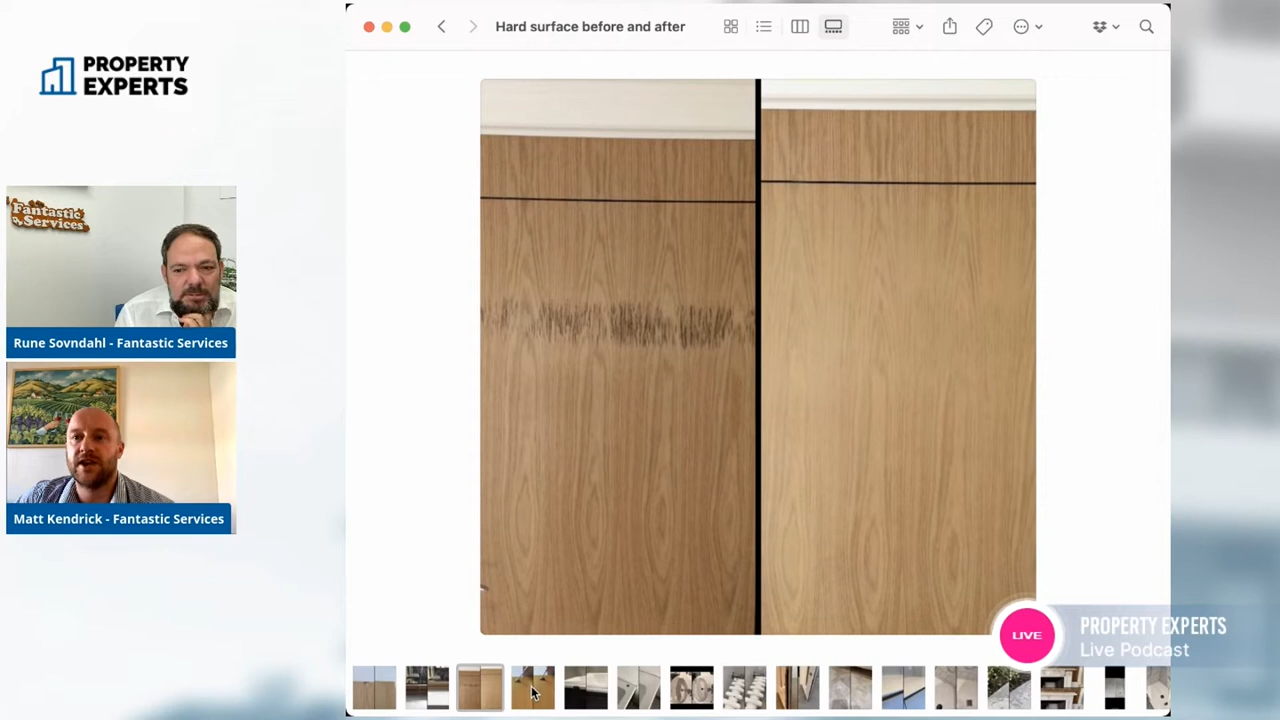 PROPERTY
EXPERTS
Hard surface before and after
Fantastic
Services
Rune Sovndahl - Fantastic Services
Matt Kendrick - Fantastic Services
LIVE
PROPERTY EXPERTS
Live Podcast